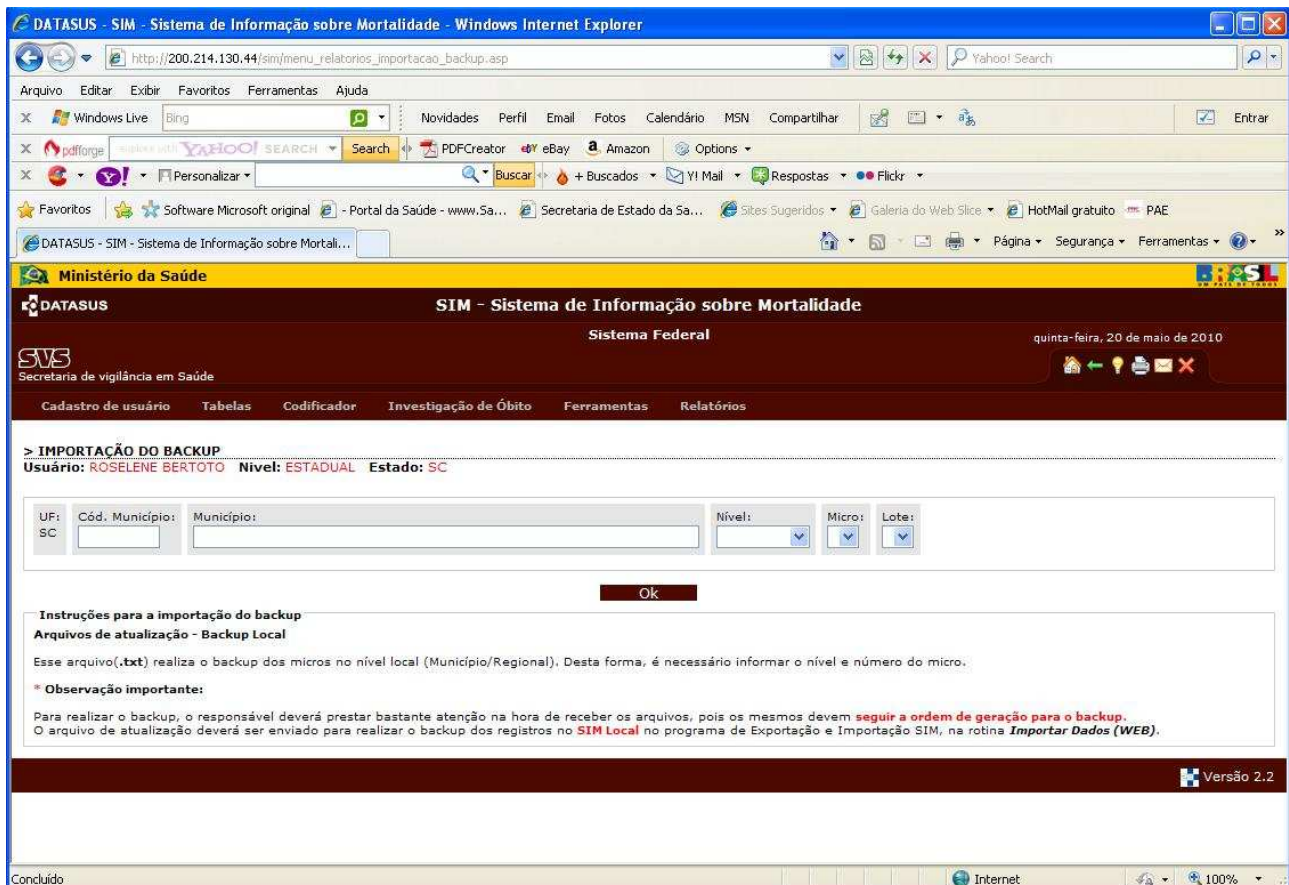 DATASUS - SIM - Sistema de Informação sobre Mortalidade - Windows Internet Explorer
http://200.214.130.44/sim/menu_relatorios_importacao_backup.asp Yahoo! Search
Arquivo Editar Exibir Favoritos Ferramentas Ajuda
X Windows Live Bing Novidades Perfil Email Fotos Calendário MSN Compartilhar Entrar
X pdfforge YAHOO! SEARCH Search PDFCreator eBay Amazon Options
X Y! Personalizar Buscar + Buscados Y! Mail Respostas Flickr
Favoritos Software Microsoft original - Portal da Saúde - www.Sa... Secretaria de Estado da Sa... Sites Sugeridos Galeria do Web Slice HotMail gratuito PAE
DATASUS - SIM - Sistema de Informação sobre Mortali... Página Segurança Ferramentas »
Ministério da Saúde BRASIL
UM PAÍS DE TODOS
DATASUS SIM - Sistema de Informação sobre Mortalidade
Sistema Federal quinta-feira, 20 de maio de 2010
SVS
Secretaria de vigilância em Saúde
Cadastro de usuário Tabelas Codificador Investigação de Óbito Ferramentas Relatórios
> IMPORTAÇÃO DO BACKUP
Usuário: ROSELENE BERTOTO Nivel: ESTADUAL Estado: SC
UF: Cód. Município: Município: Nível: Micro: Lote:
SC
Ok
Instruções para a importação do backup
Arquivos de atualização - Backup Local
Esse arquivo(.txt) realiza o backup dos micros no nível local (Município/Regional). Desta forma, é necessário informar o nível e número do micro.
* Observação importante:
Para realizar o backup, o responsável deverá prestar bastante atenção na hora de receber os arquivos, pois os mesmos devem seguir a ordem de geração para o backup.
O arquivo de atualização deverá ser enviado para realizar o backup dos registros no SIM Local no programa de Exportação e Importação SIM, na rotina Importar Dados (WEB).
Versão 2.2
Concluído Internet 100%